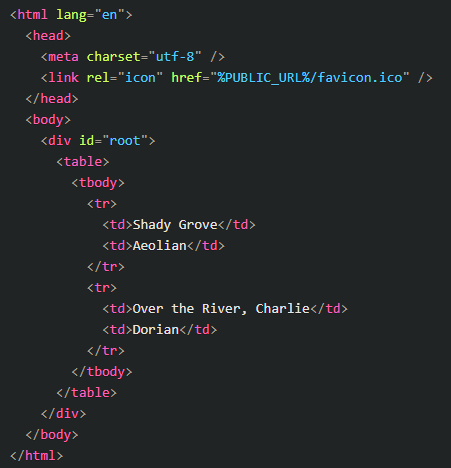 <html lang="en">
  <head>
    <meta charset="utf-8" />
    <link rel="icon" href="%PUBLIC_URL%/favicon.ico" />
  </head>
  <body>
    <div id="root">
      <table>
        <tbody>
          <tr>
            <td>Shady Grove</td>
            <td>Aeolian</td>
          </tr>
          <tr>
            <td>Over the River, Charlie</td>
            <td>Dorian</td>
          </tr>
        </tbody>
      </table>
    </div>
  </body>
</html>